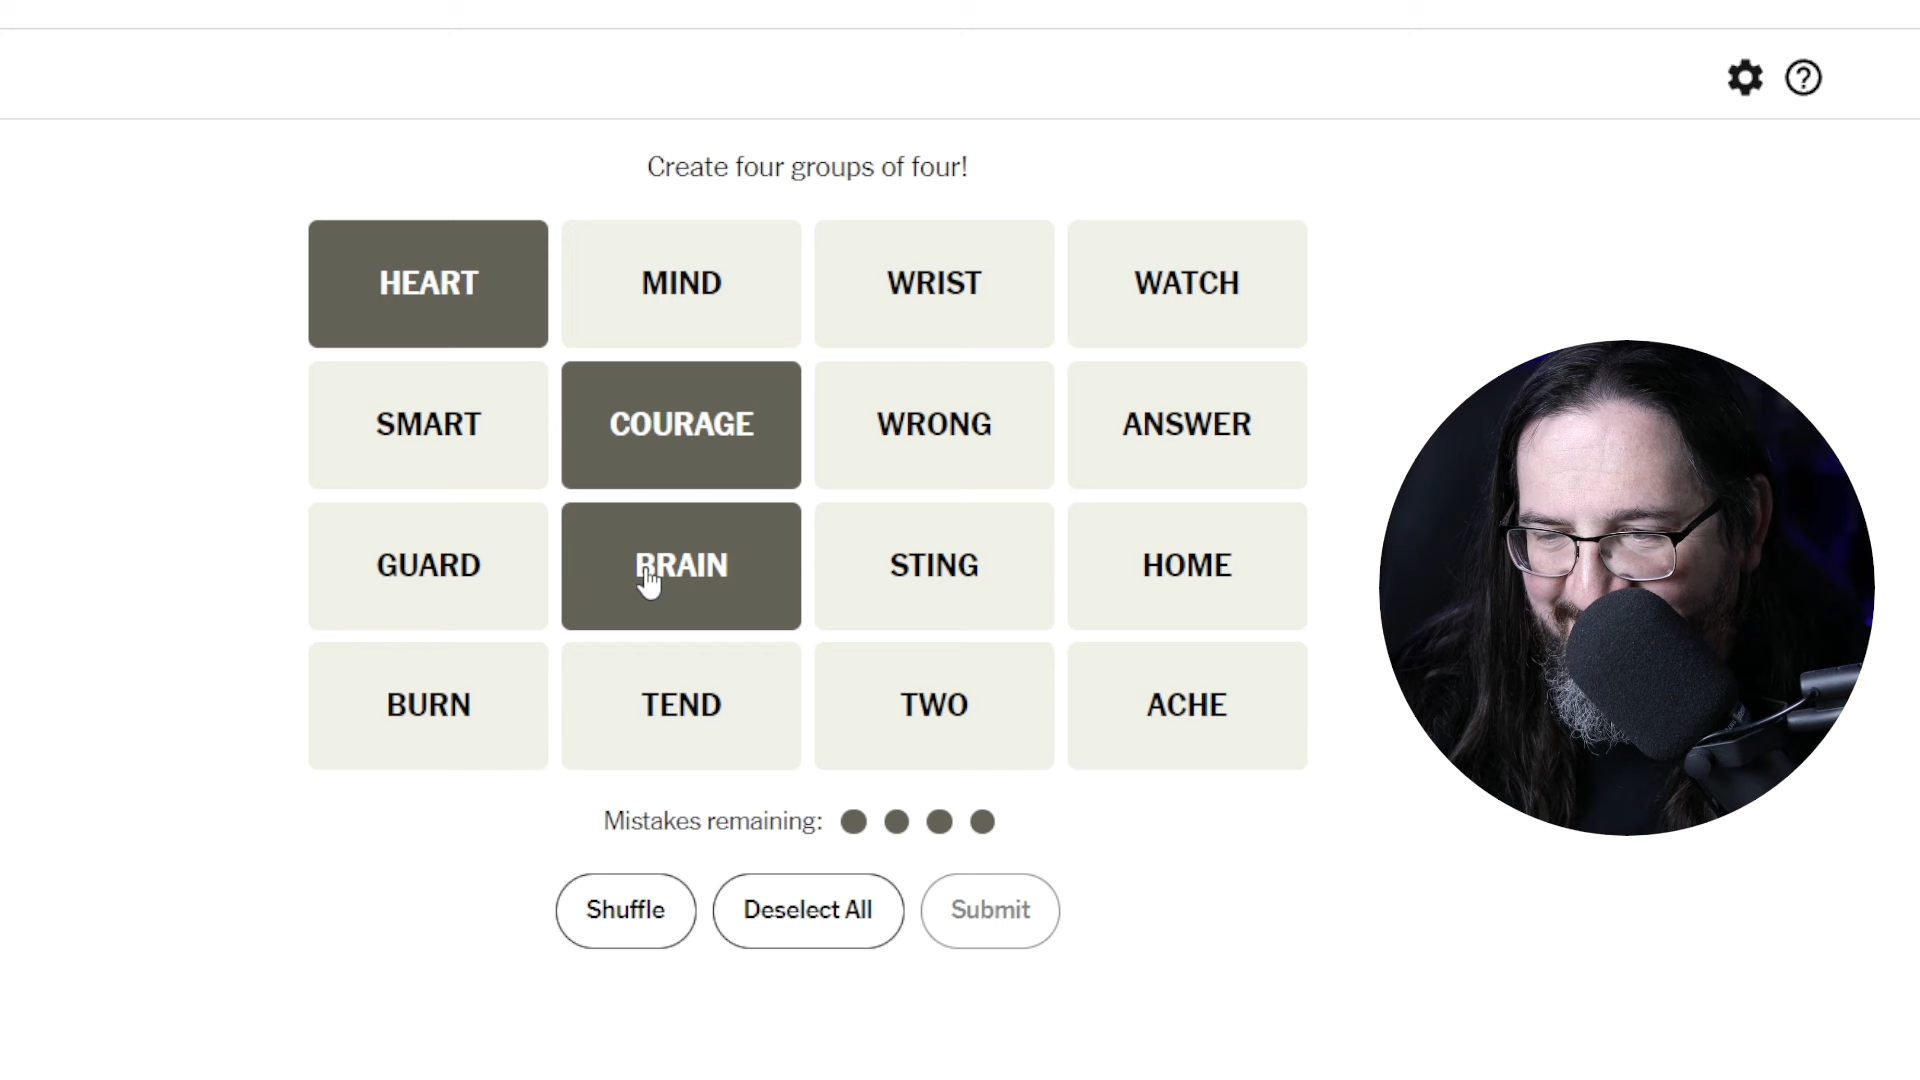 Create four groups of four!
HEART MIND WRIST WATCH
SMART COURAGE WRONG ANSWER
GUARD BRAIN STING HOME
BURN TEND TWO ACHE
Mistakes remaining:
Shuffle Deselect All Submit